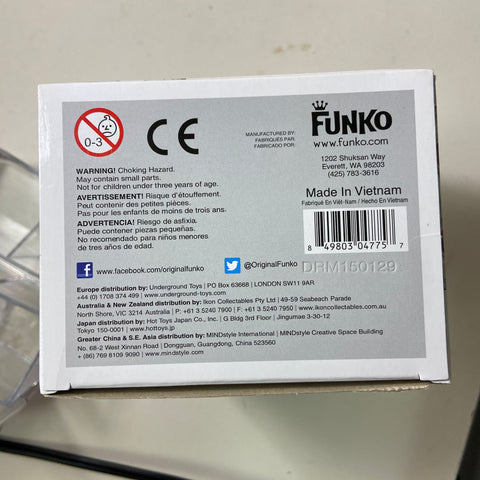 0-3
CE
MANUFACTURED BY:
FABRIQUÉ PAR:
FABRICADO POR:
FUNKO
www.funko.com
1202 Shuksan Way
Everett, WA 98203
(425) 783-3616
WARNING! Choking Hazard.
May contain small parts.
Not for children under three years of age.
AVERTISSEMENT! Risque d'étouffement.
Peut contenir des petites pièces.
Pas pour les enfants de moins de trois ans.
ADVERTENCIA! Riesgo de asfixia.
Puede contener piezas pequeñas.
No recomendado para niños menores
de tres años de edad.
Made In Vietnam
Fabriqué En Viêt-Nam / Hecho En Vietnam
8 49803 04775 7
f www.facebook.com/originalfunko
@OriginalFunko
DRM150129
Europe distribution by: Underground Toys | PO BOX 63668 | LONDON SW11 9AR
+44 (0) 1708 374 499 | www.underground-toys.com
Australia & New Zealand distribution by: Ikon Collectables Pty Ltd | 49-59 Seabeach Parade
North Shore, VIC 3214 Australia | P: +61 3 5240 7900 | F: +61 3 5240 7990 | www.ikoncollectables.com.au
Japan distribution by: Hot Toys Japan Co., Inc. | G Bldg 3rd Floor | Jingumae 3-30-12
Tokyo 150-0001 | www.hottoys.jp
Greater China & S.E. Asia distribution by: MINDstyle International | MINDstyle Creative Space Building
No. 68-2 West Xinnan Road | Dongguan, Guangdong, China 523560
+ (86) 769 8109 9090 | www.mindstyle.com